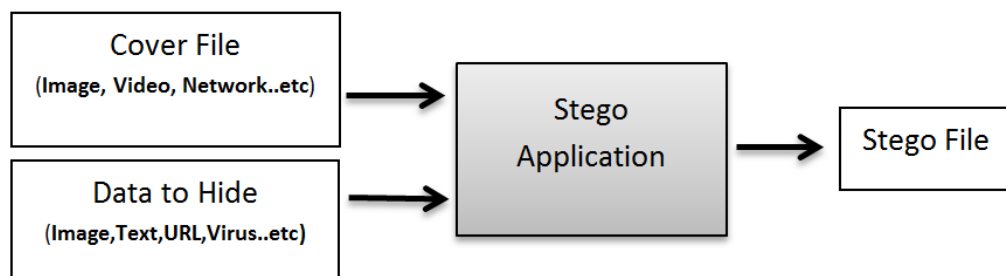 Cover File
(Image, Video, Network..etc)
Data to Hide
(Image,Text,URL,Virus..etc)
Stego
Application
Stego File